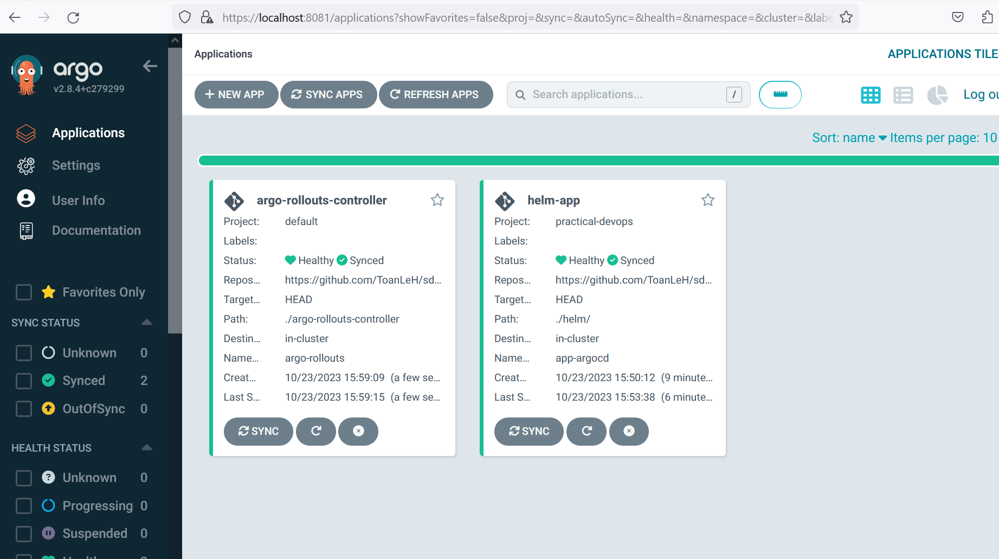 https://localhost:8081/applications?showFavorites=false&proj=&sync=&autoSync=&health=&namespace=&cluster=&labe
argo
v2.8.4+c279299
Applications
Settings
User Info
Documentation
Favorites Only
SYNC STATUS
Unknown 0
Synced 2
OutOfSync 0
HEALTH STATUS
Unknown 0
Progressing 0
Suspended 0
Applications
APPLICATIONS TILE
NEW APP
SYNC APPS
REFRESH APPS
Search applications...
/
Log ou
Sort: name Items per page: 10
argo-rollouts-controller
Project: default
Labels:
Status: Healthy Synced
Repos... https://github.com/ToanLeH/sd...
Target... HEAD
Path: ./argo-rollouts-controller
Destin... in-cluster
Name... argo-rollouts
Creat... 10/23/2023 15:59:09 (a few se...
Last S... 10/23/2023 15:59:15 (a few se...
SYNC
helm-app
Project: practical-devops
Labels:
Status: Healthy Synced
Repos... https://github.com/ToanLeH/sd...
Target... HEAD
Path: ./helm/
Destin... in-cluster
Name... app-argocd
Creat... 10/23/2023 15:50:12 (9 minute...
Last S... 10/23/2023 15:53:38 (6 minute...
SYNC